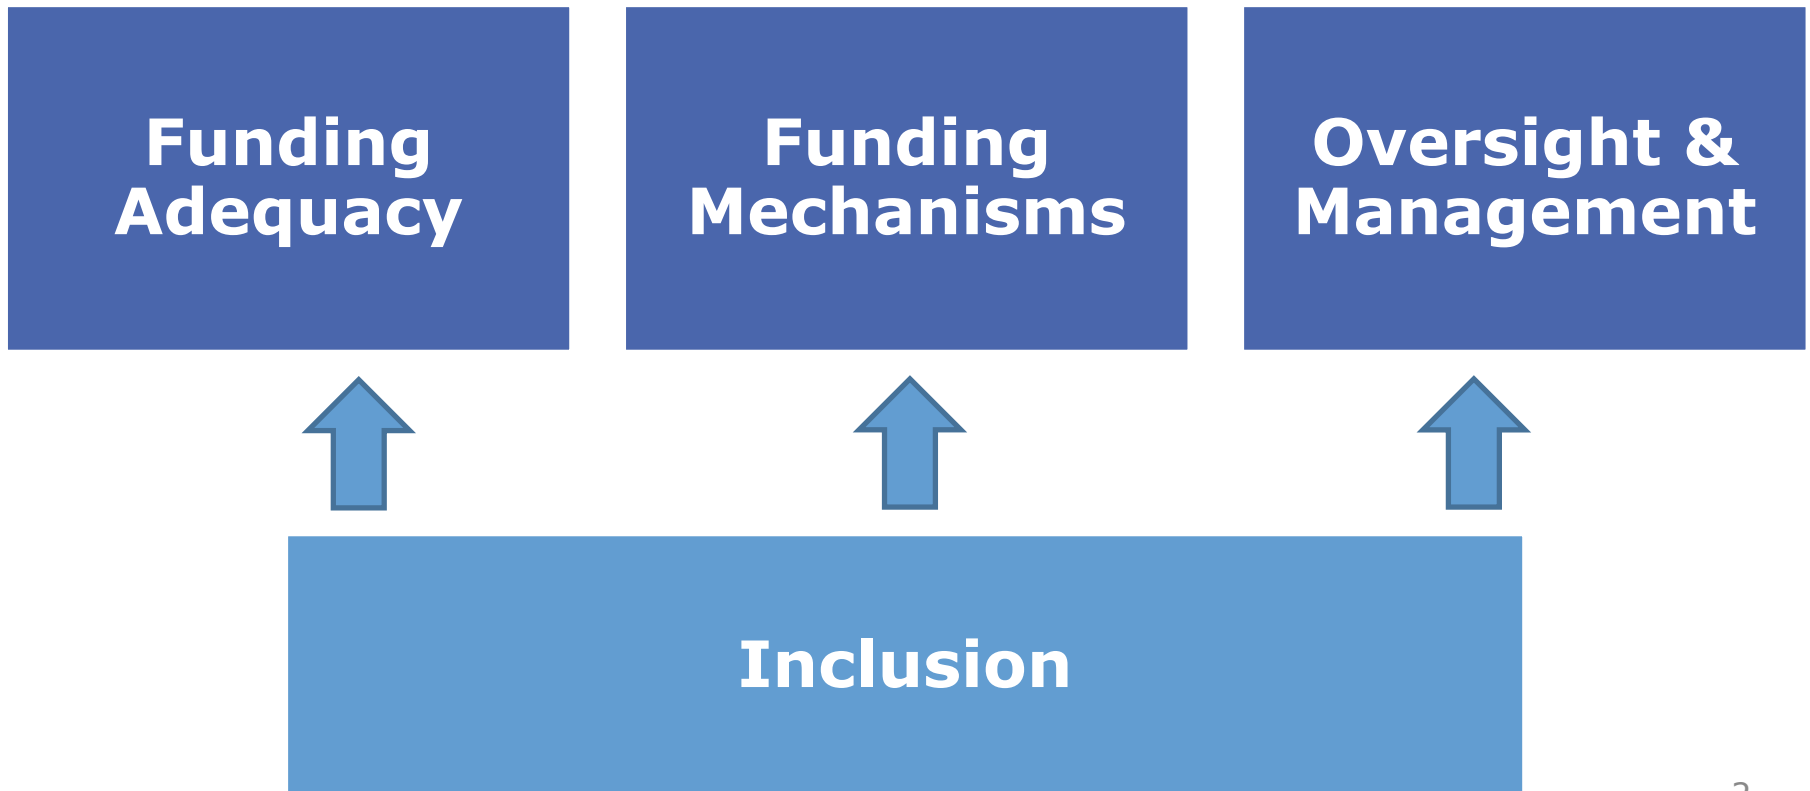 Funding
Adequacy
Funding
Mechanisms
Oversight &
Management
Inclusion